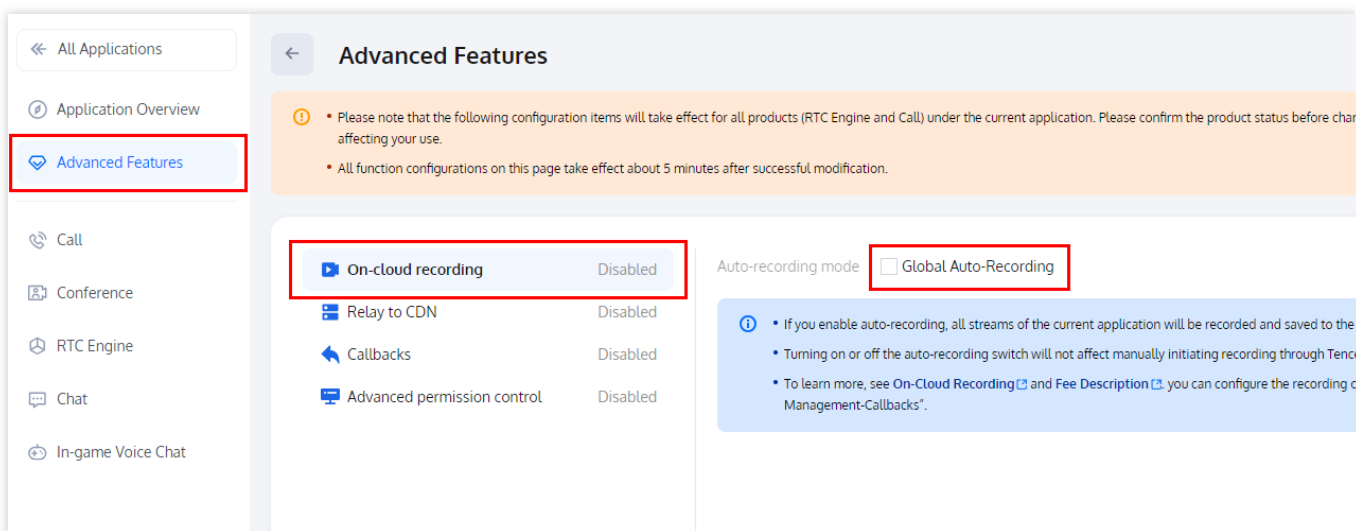 All Applications
Application Overview
Advanced Features
Call
Conference
RTC Engine
Chat
In-game Voice Chat
Advanced Features
• Please note that the following configuration items will take effect for all products (RTC Engine and Call) under the current application. Please confirm the product status before
affecting your use.
• All function configurations on this page take effect about 5 minutes after successful modification.
On-cloud recording Disabled
Relay to CDN Disabled
Callbacks Disabled
Advanced permission control Disabled
Auto-recording mode Global Auto-Recording
• If you enable auto-recording, all streams of the current application will be recorded and saved to the
• Turning on or off the auto-recording switch will not affect manually initiating recording through
• To learn more, see On-Cloud Recording and Fee Description. you can configure the recording
Management-Callbacks”.